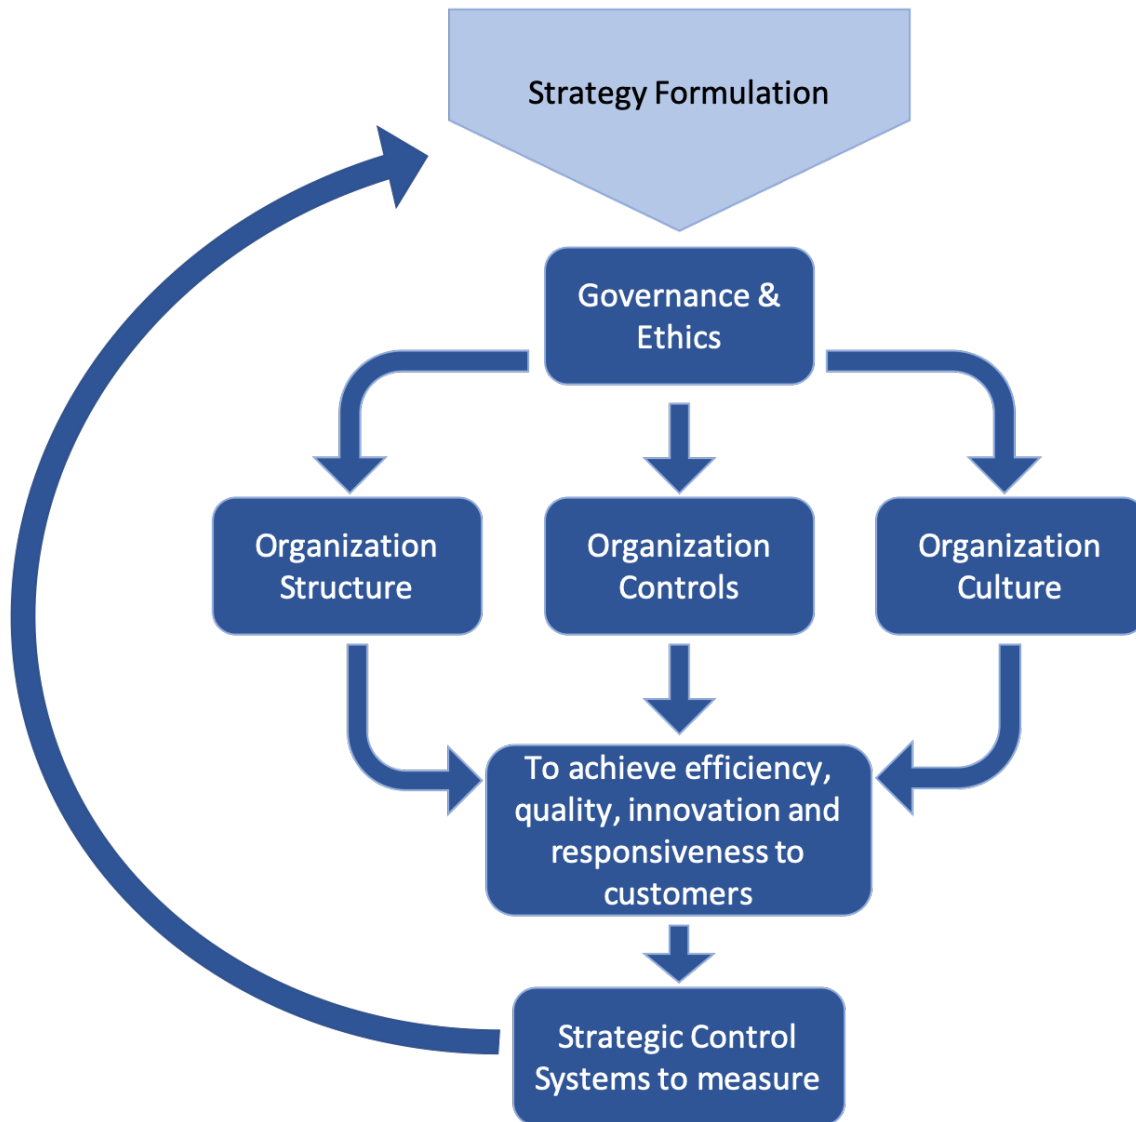 Strategy Formulation
Governance &
Ethics
Organization
Structure
Organization
Controls
Organization
Culture
To achieve efficiency,
quality, innovation and
responsiveness to
customers
Strategic Control
Systems to measure